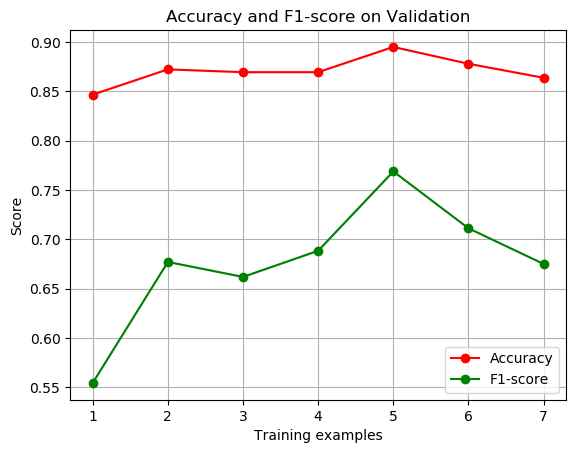 Accuracy and F1-score on Validation
0.90
0.85
0.80
0.75
0.70
0.65
0.60
0.55
Score
Accuracy
F1-score
1 2 3 4 5 6 7
Training examples